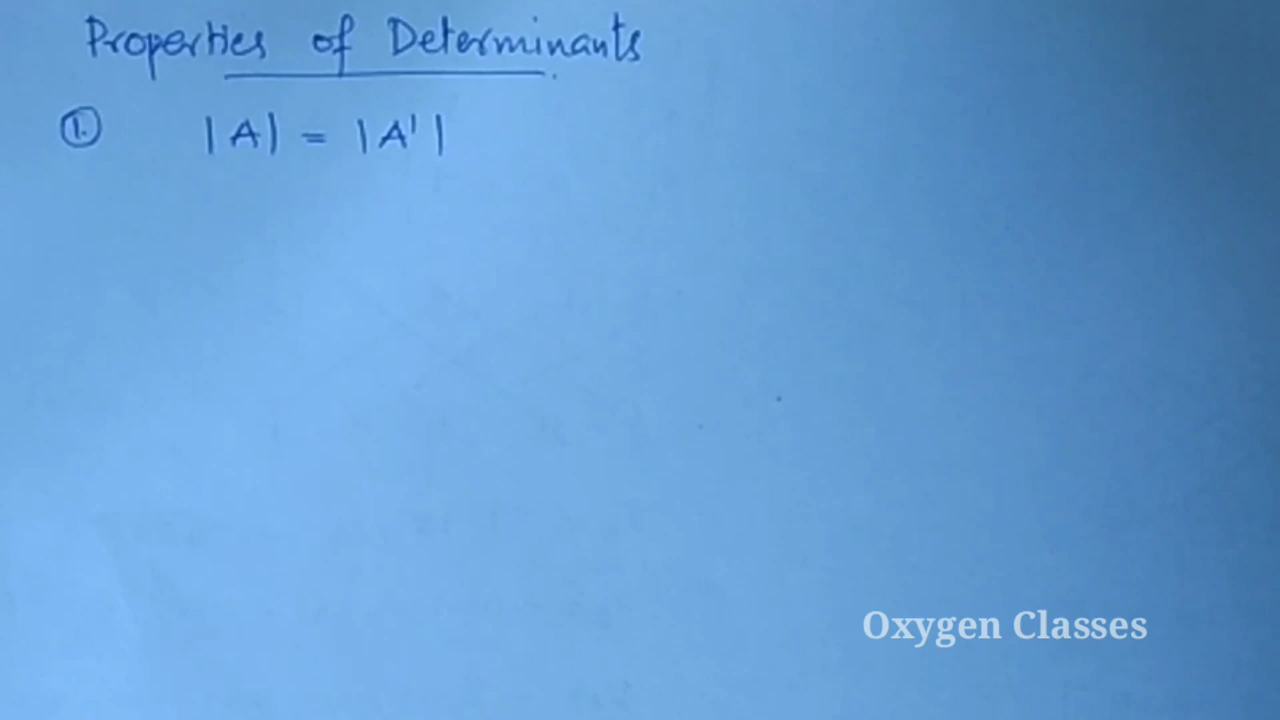 Properties of Determinants
1. |A| = |A'|
Oxygen Classes